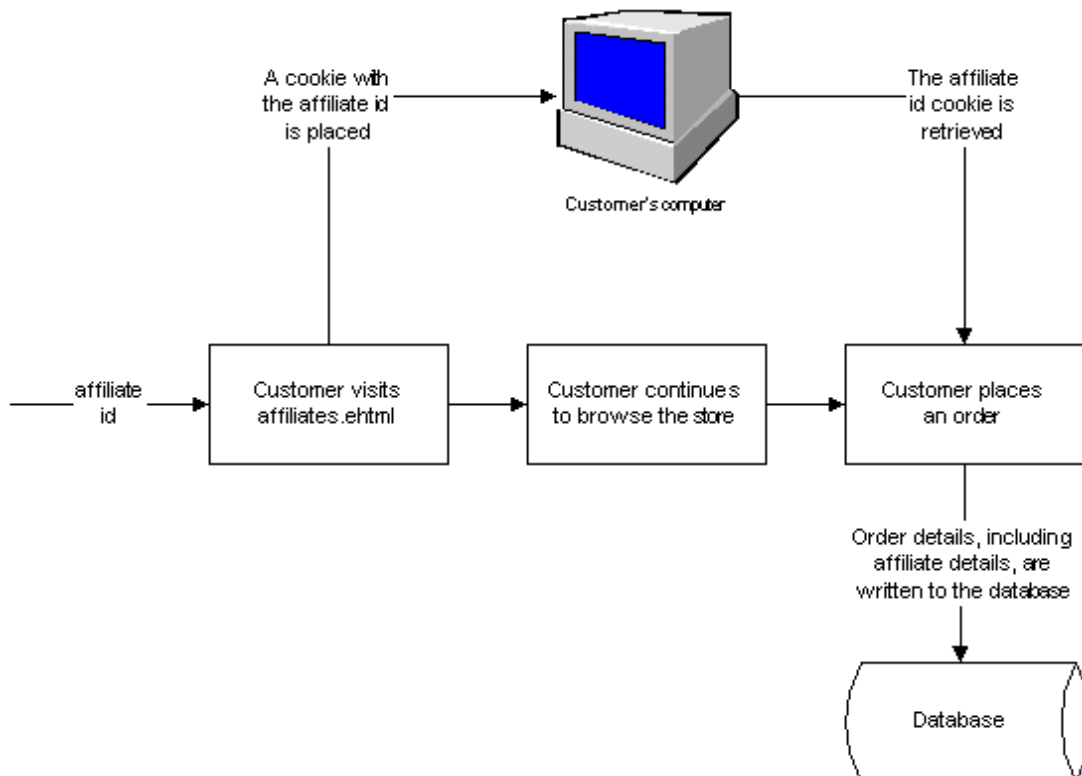 A cookie with
the affiliate id
is placed
The affiliate
id cookie is
retrieved
Customer's computer
affiliate
id
Customer visits
affiliates.ehtml
Customer continues
to browse the store
Customer places
an order
Order details, including
affiliate details, are
written to the database
Database